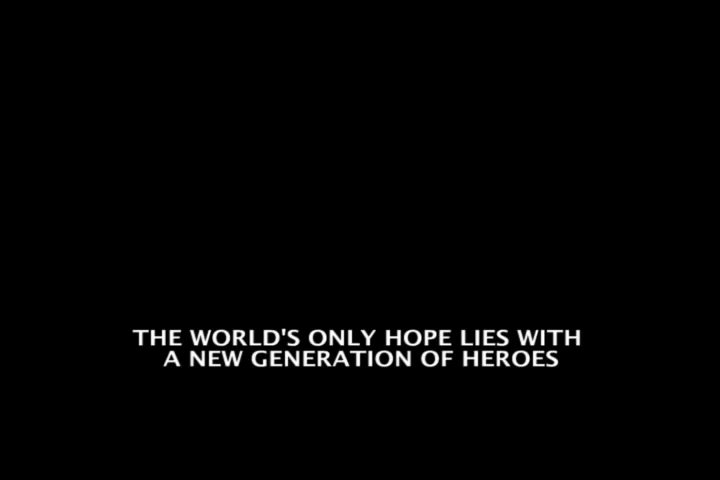 THE WORLD'S ONLY HOPE LIES WITH
A NEW GENERATION OF HEROES